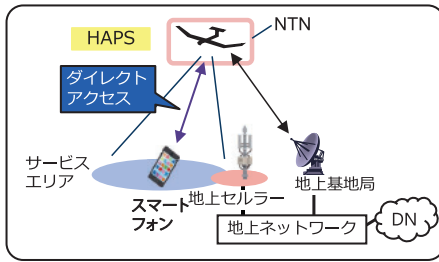 HAPS
NTN
ダイレクト
アクセス
サービス
エリア
スマート
フォン
地上セルラー
地上基地局
地上ネットワーク
DN